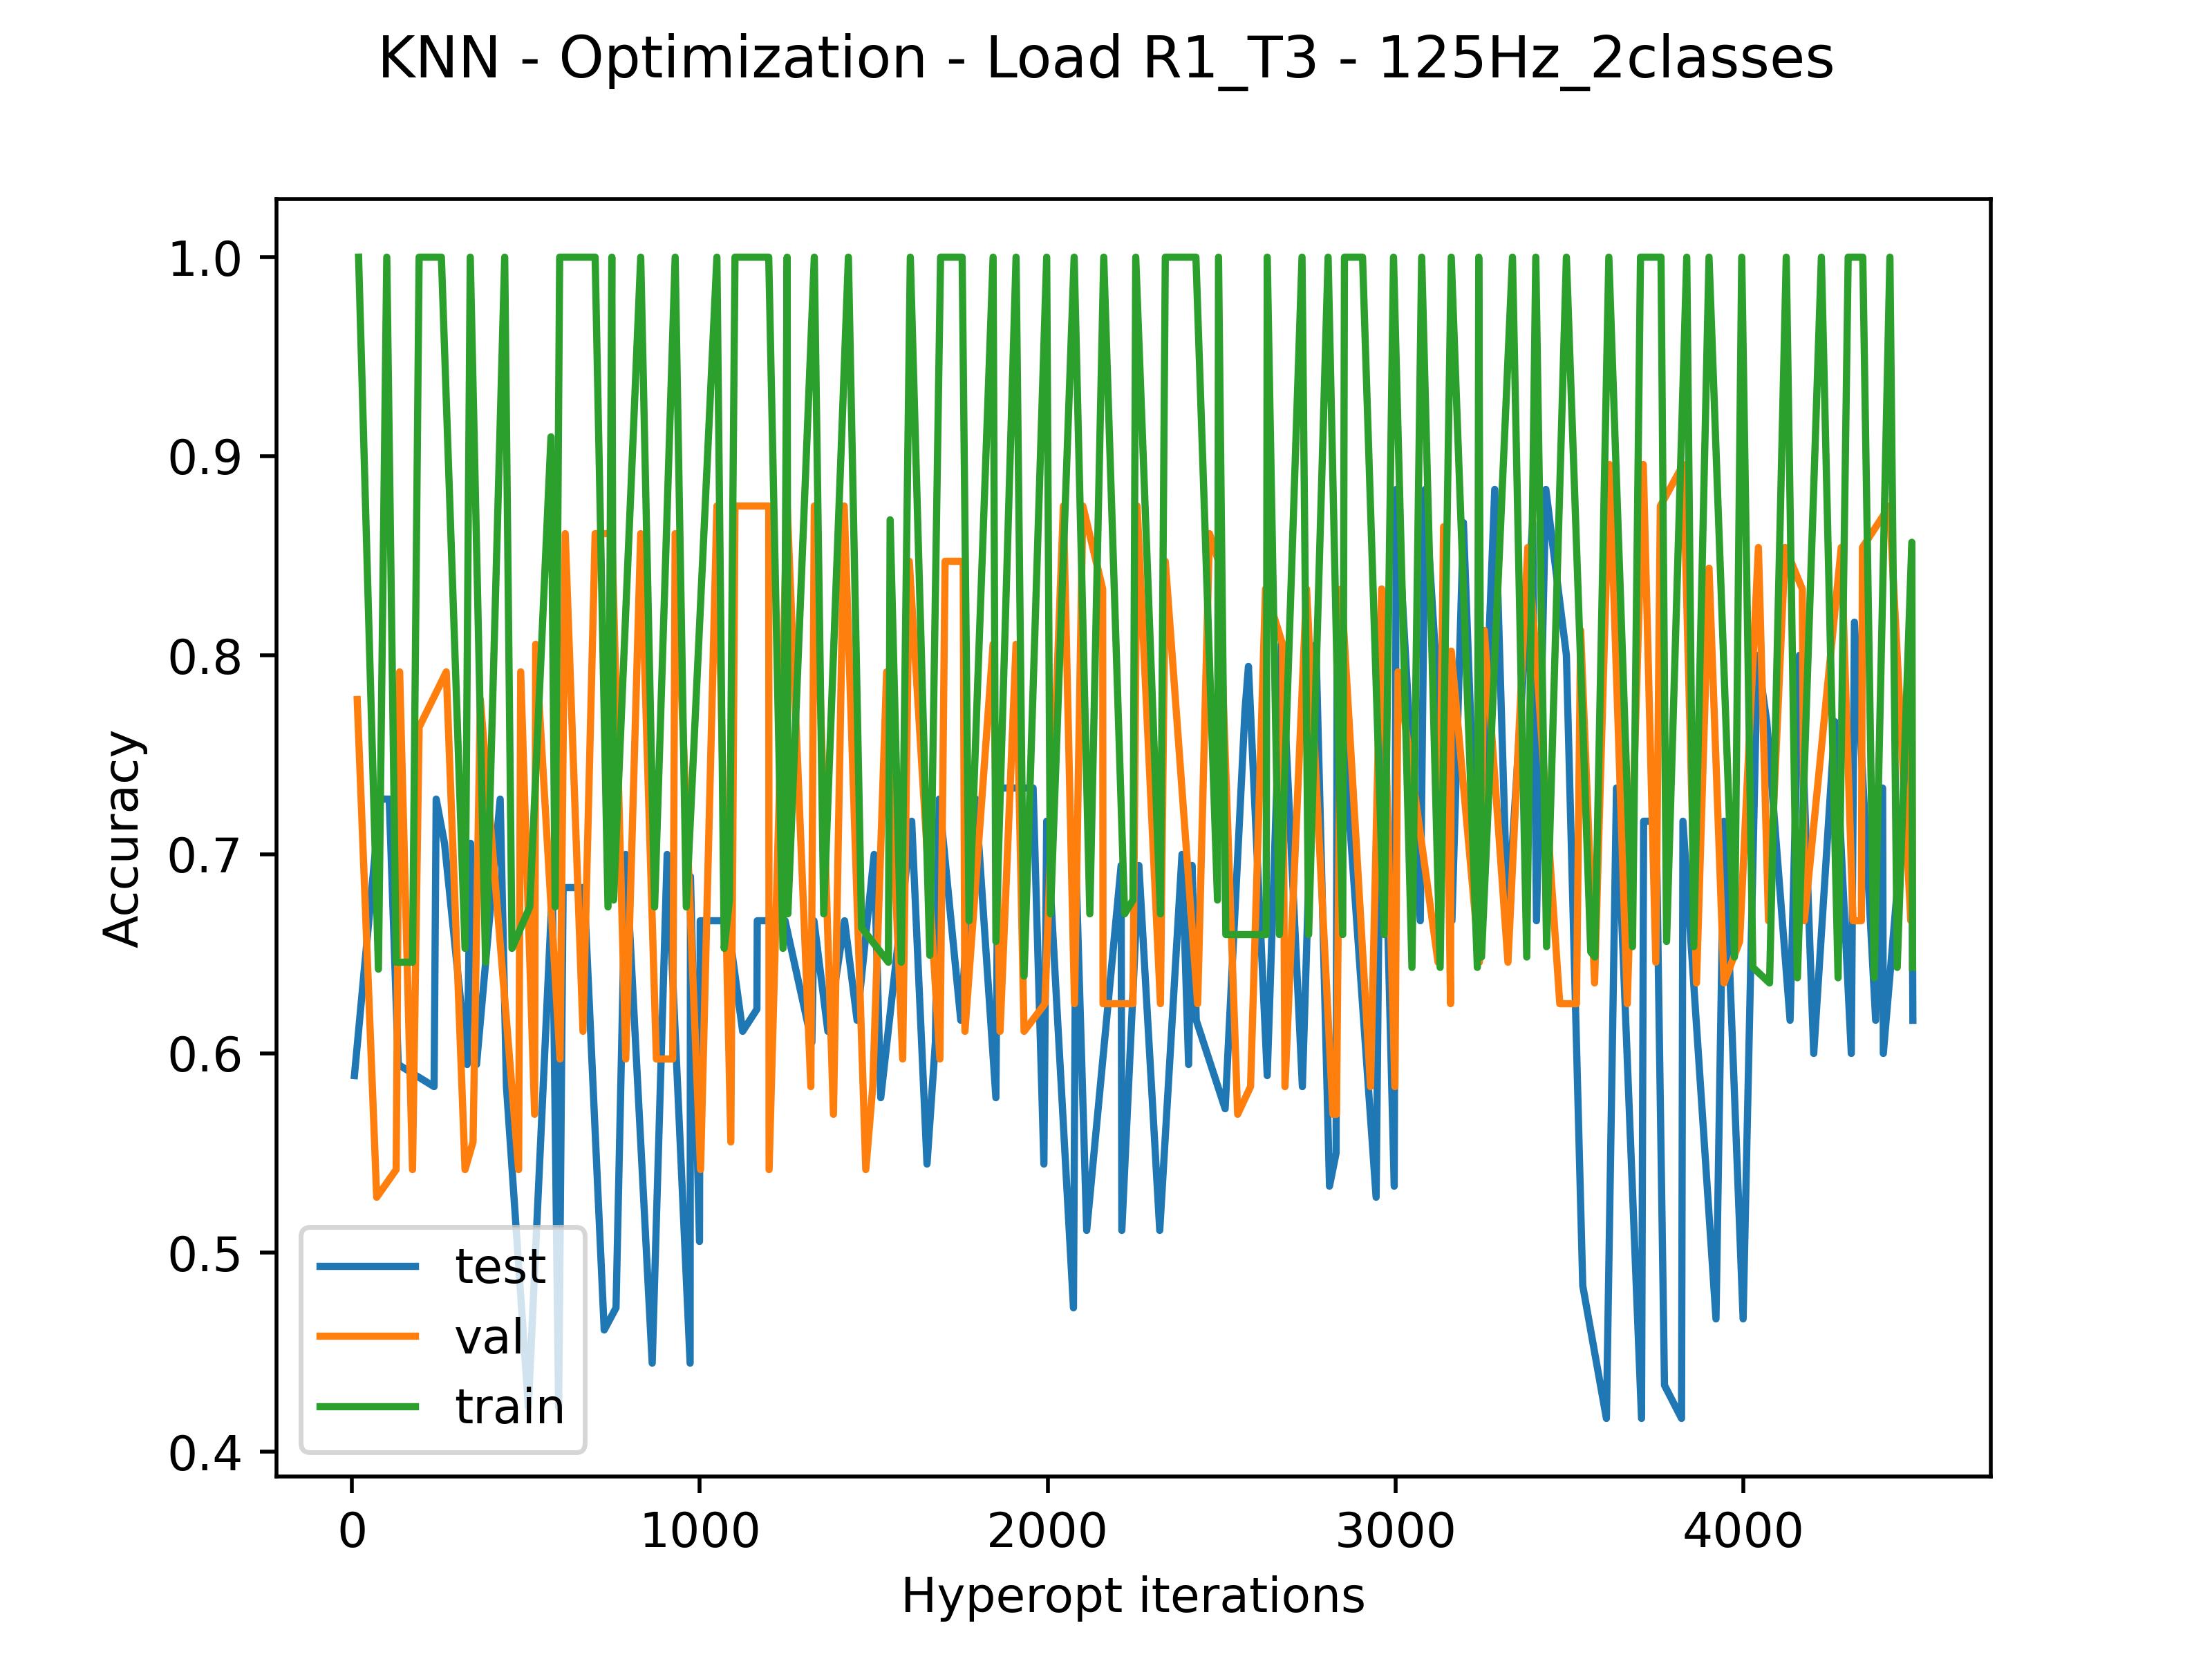 KNN - Optimization - Load R1_T3 - 125Hz_2classes
1.0
0.9
0.8
0.7
0.6
0.5
0.4
Accuracy
test
val
train
0 1000 2000 3000 4000
Hyperopt iterations